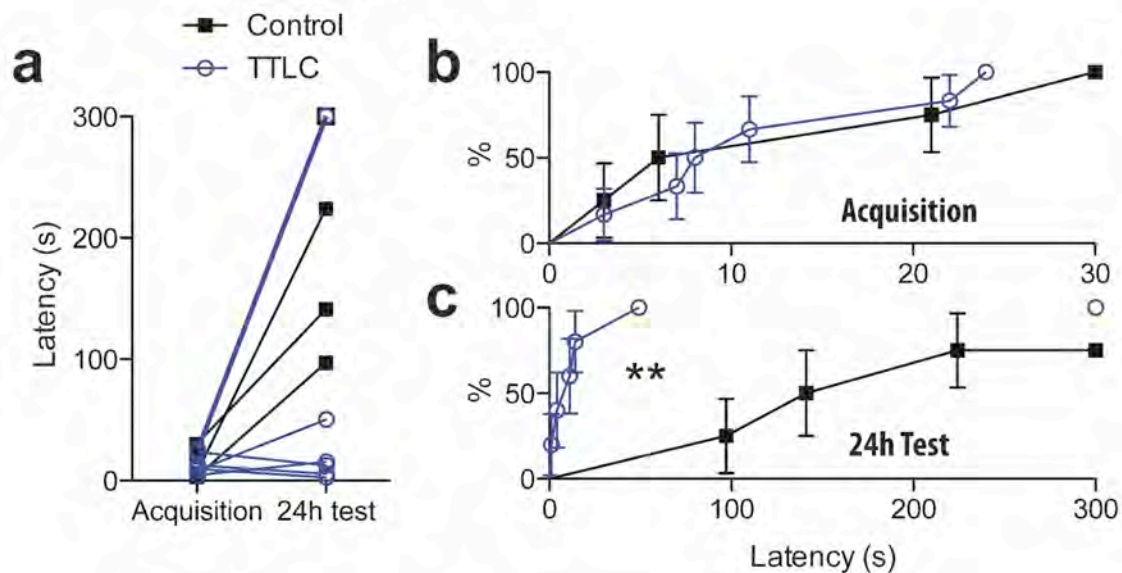 Control
TTLC
a
300
200
100
0
Latency (s)
Acquisition 24h test
b
100
50
0
%
Acquisition
0 10 20 30
c
100
50
0
%
**
24h Test
0 100 200 300
Latency (s)